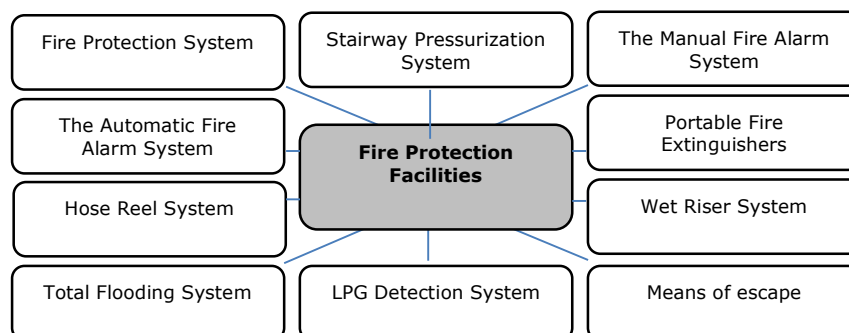 Fire Protection System
Stairway Pressurization
System
The Manual Fire Alarm
System
The Automatic Fire
Alarm System
Fire Protection
Facilities
Portable Fire
Extinguishers
Hose Reel System
Wet Riser System
Total Flooding System
LPG Detection System
Means of escape